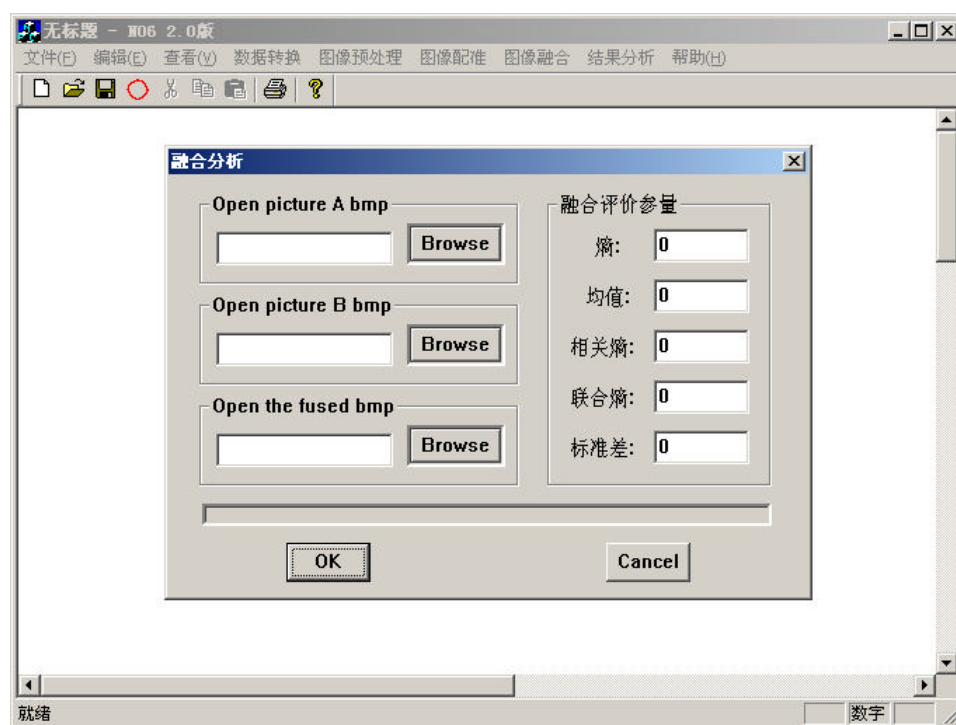 无标题 - N06 2.0版
文件(F) 编辑(E) 查看(V) 数据转换 图像预处理 图像配准 图像融合 结果分析 帮助(H)
融合分析
Open picture A bmp
Browse
Open picture B bmp
Browse
Open the fused bmp
Browse
融合评价参量
熵: 0
均值: 0
相关熵: 0
联合熵: 0
标准差: 0
OK
Cancel
就绪
数字